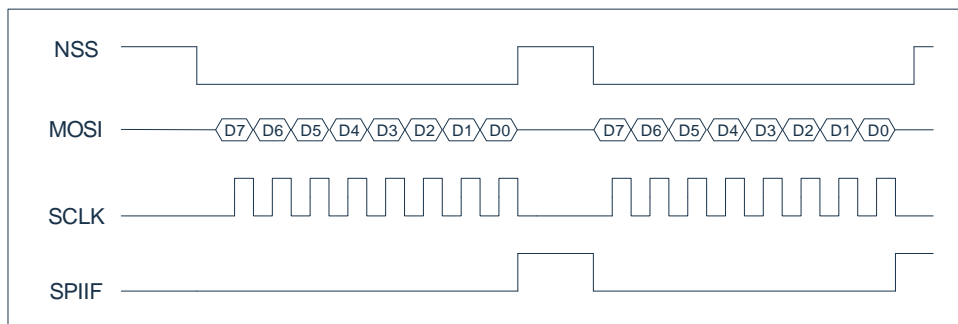 NSS
MOSI D7 D6 D5 D4 D3 D2 D1 D0 D7 D6 D5 D4 D3 D2 D1 D0
SCLK
SPIIF